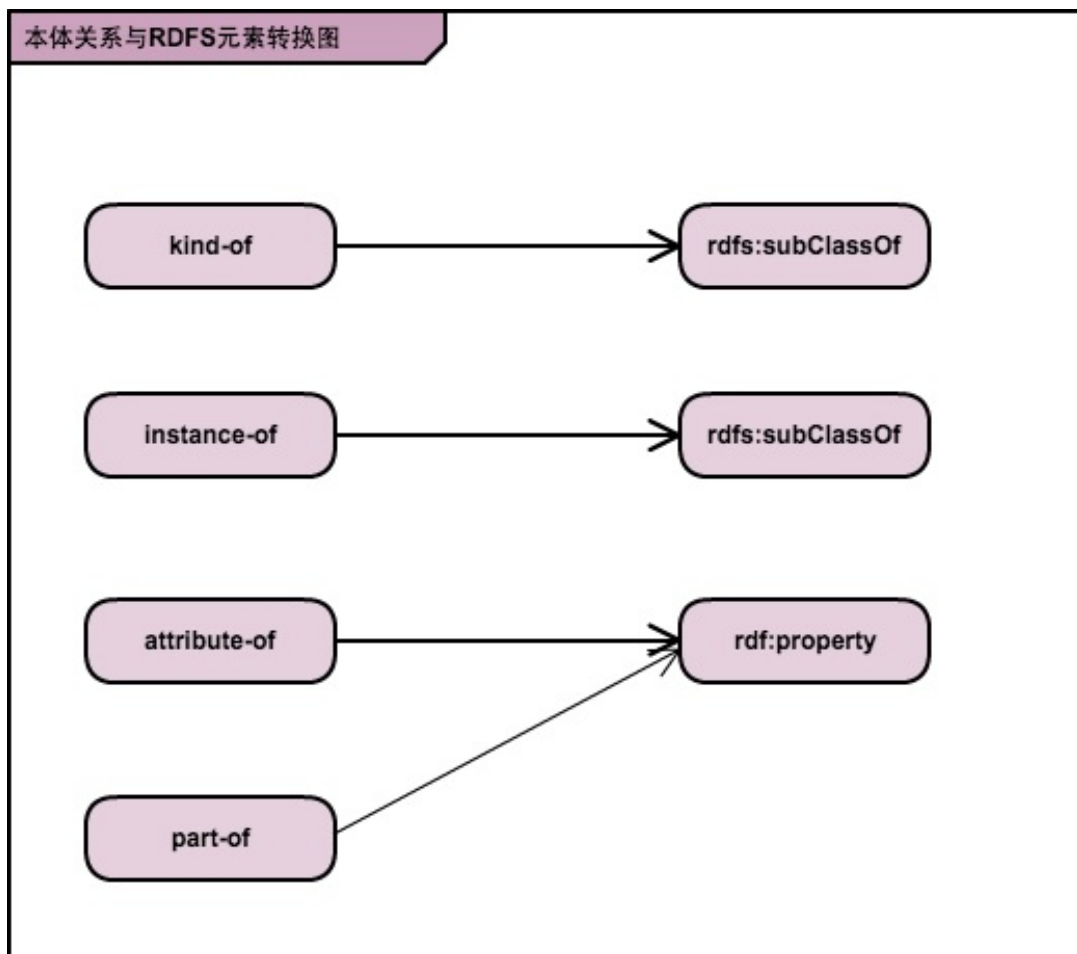 本体关系与RDFS元素转换图
kind-of
rdfs:subClassOf
instance-of
rdfs:subClassOf
attribute-of
rdf:property
part-of